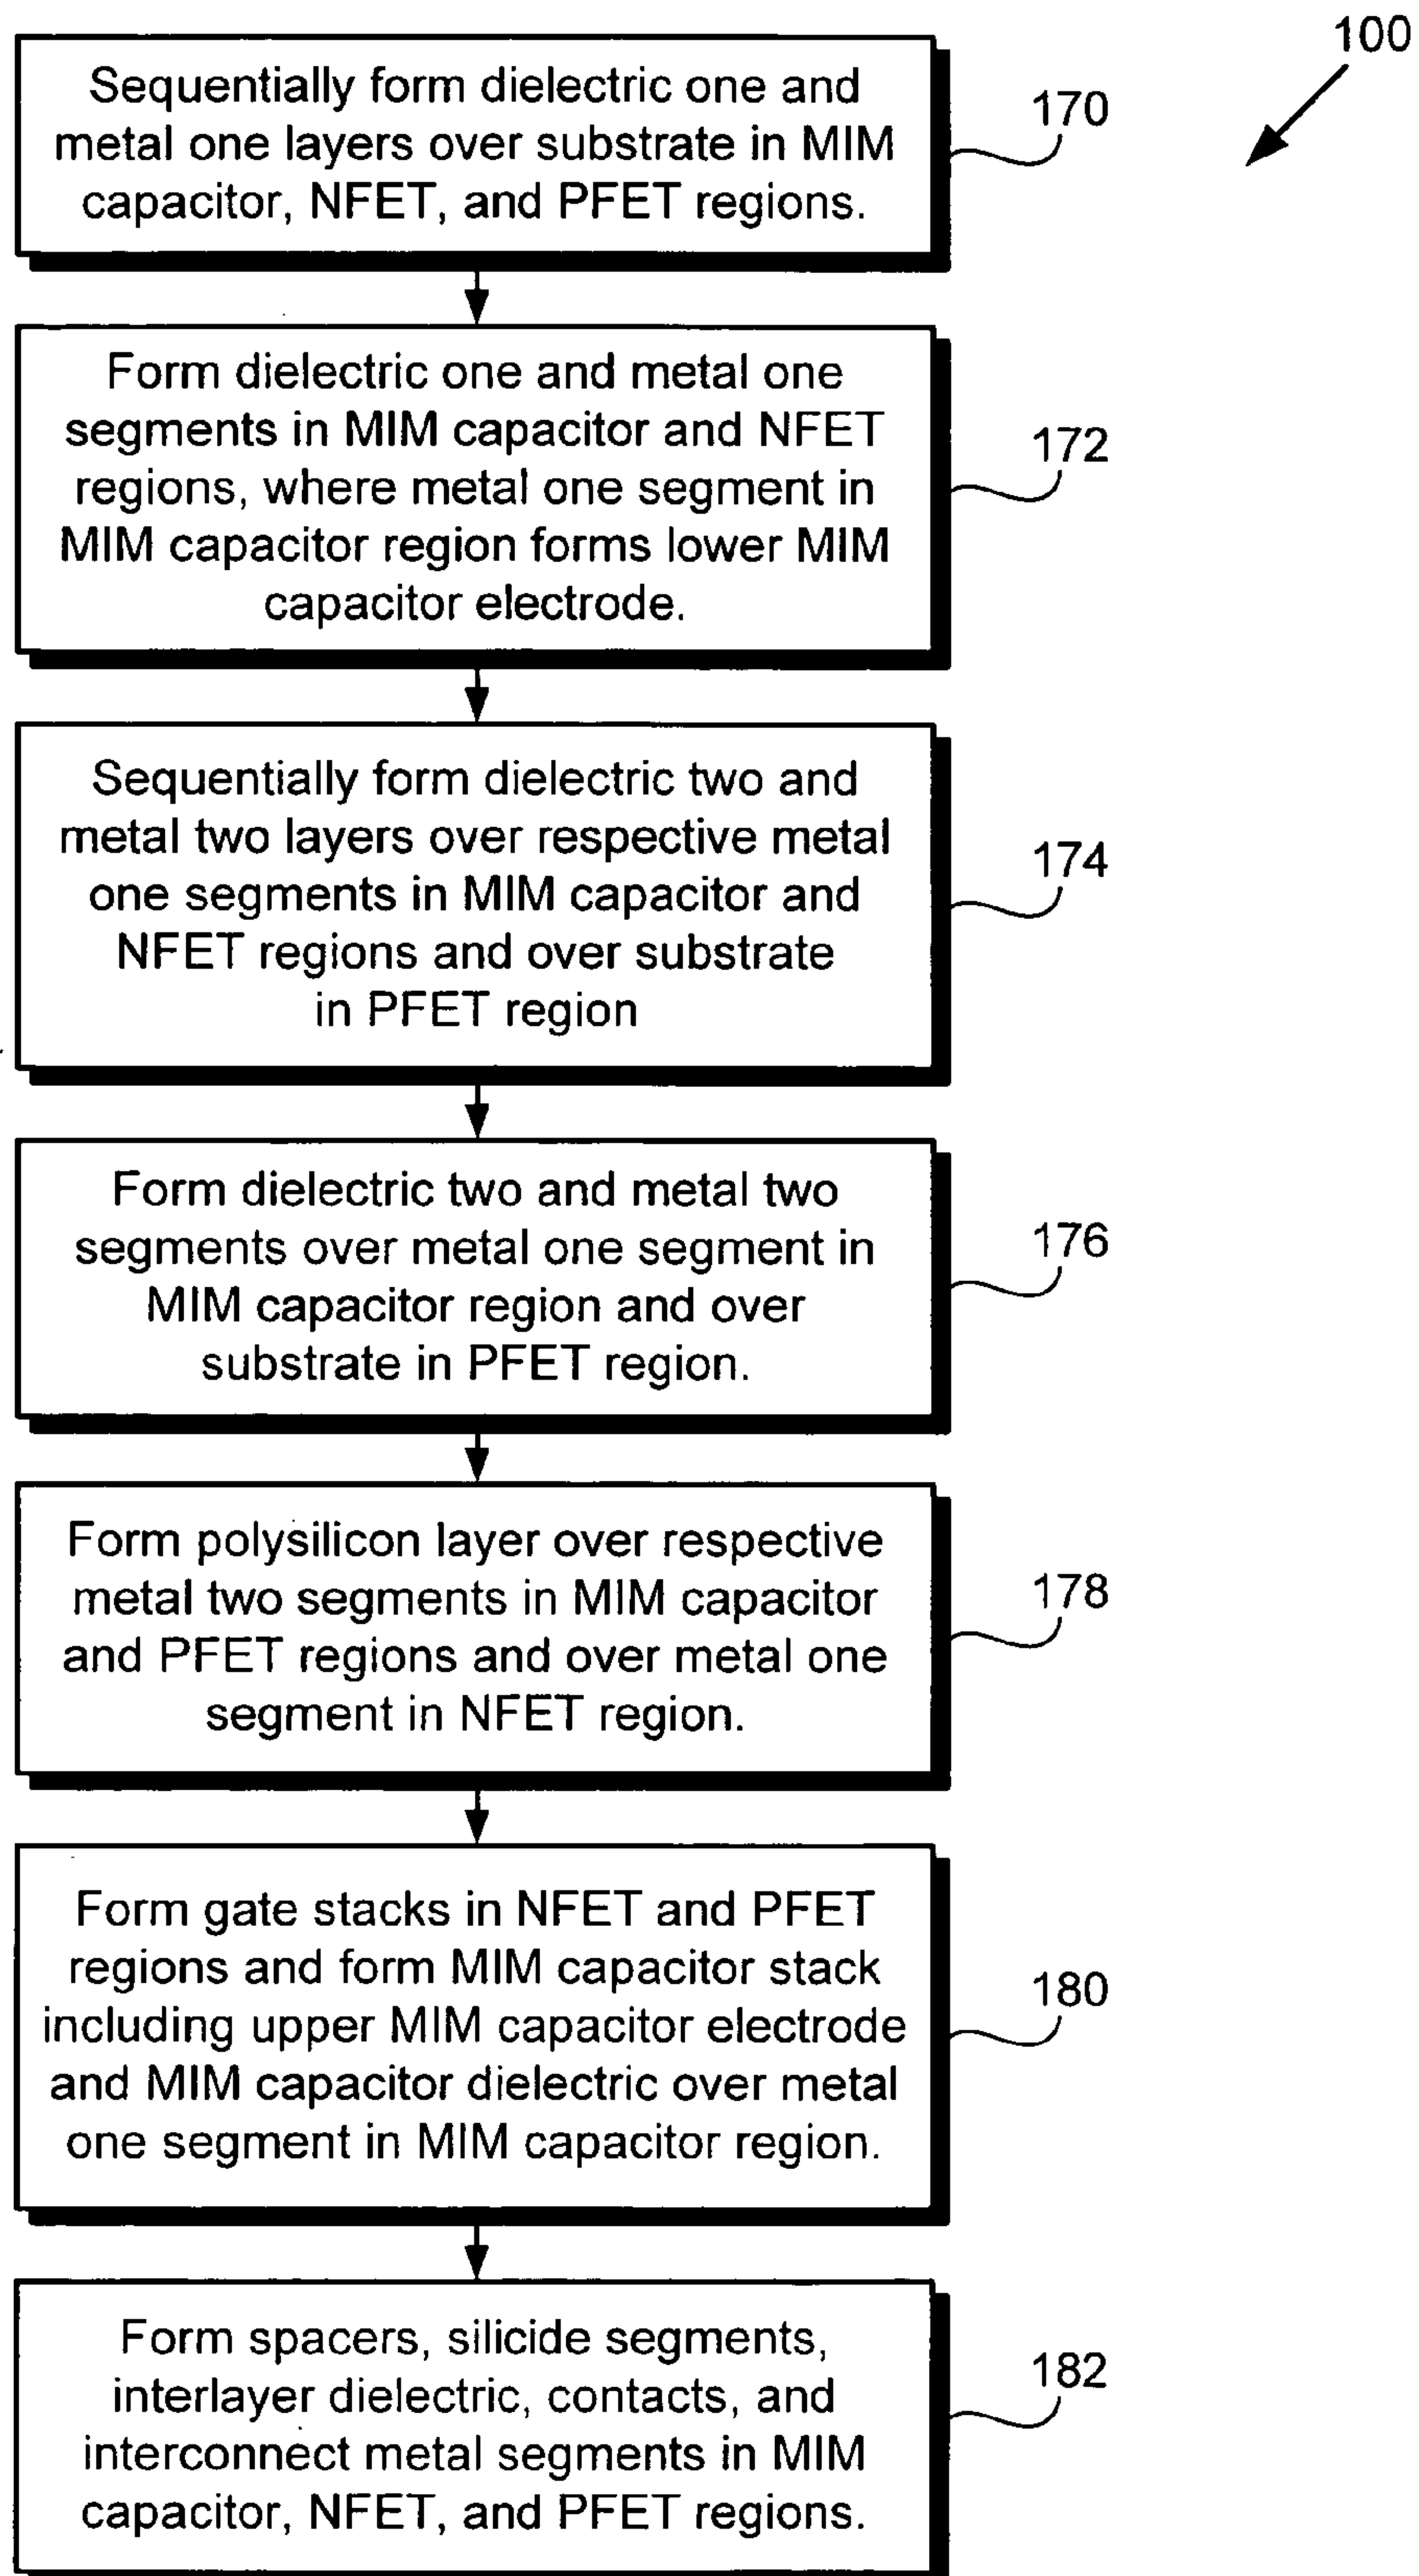 100
Sequentially form dielectric one and
metal one layers over substrate in MIM
capacitor, NFET, and PFET regions.
170
Form dielectric one and metal one
segments in MIM capacitor and NFET
regions, where metal one segment in
MIM capacitor region forms lower MIM
capacitor electrode.
172
Sequentially form dielectric two and
metal two layers over respective metal
one segments in MIM capacitor and
NFET regions and over substrate
in PFET region
174
Form dielectric two and metal two
segments over metal one segment in
MIM capacitor region and over
substrate in PFET region.
176
Form polysilicon layer over respective
metal two segments in MIM capacitor
and PFET regions and over metal one
segment in NFET region.
178
Form gate stacks in NFET and PFET
regions and form MIM capacitor stack
including upper MIM capacitor electrode
and MIM capacitor dielectric over metal
one segment in MIM capacitor region.
180
Form spacers, silicide segments,
interlayer dielectric, contacts, and
interconnect metal segments in MIM
capacitor, NFET, and PFET regions.
182